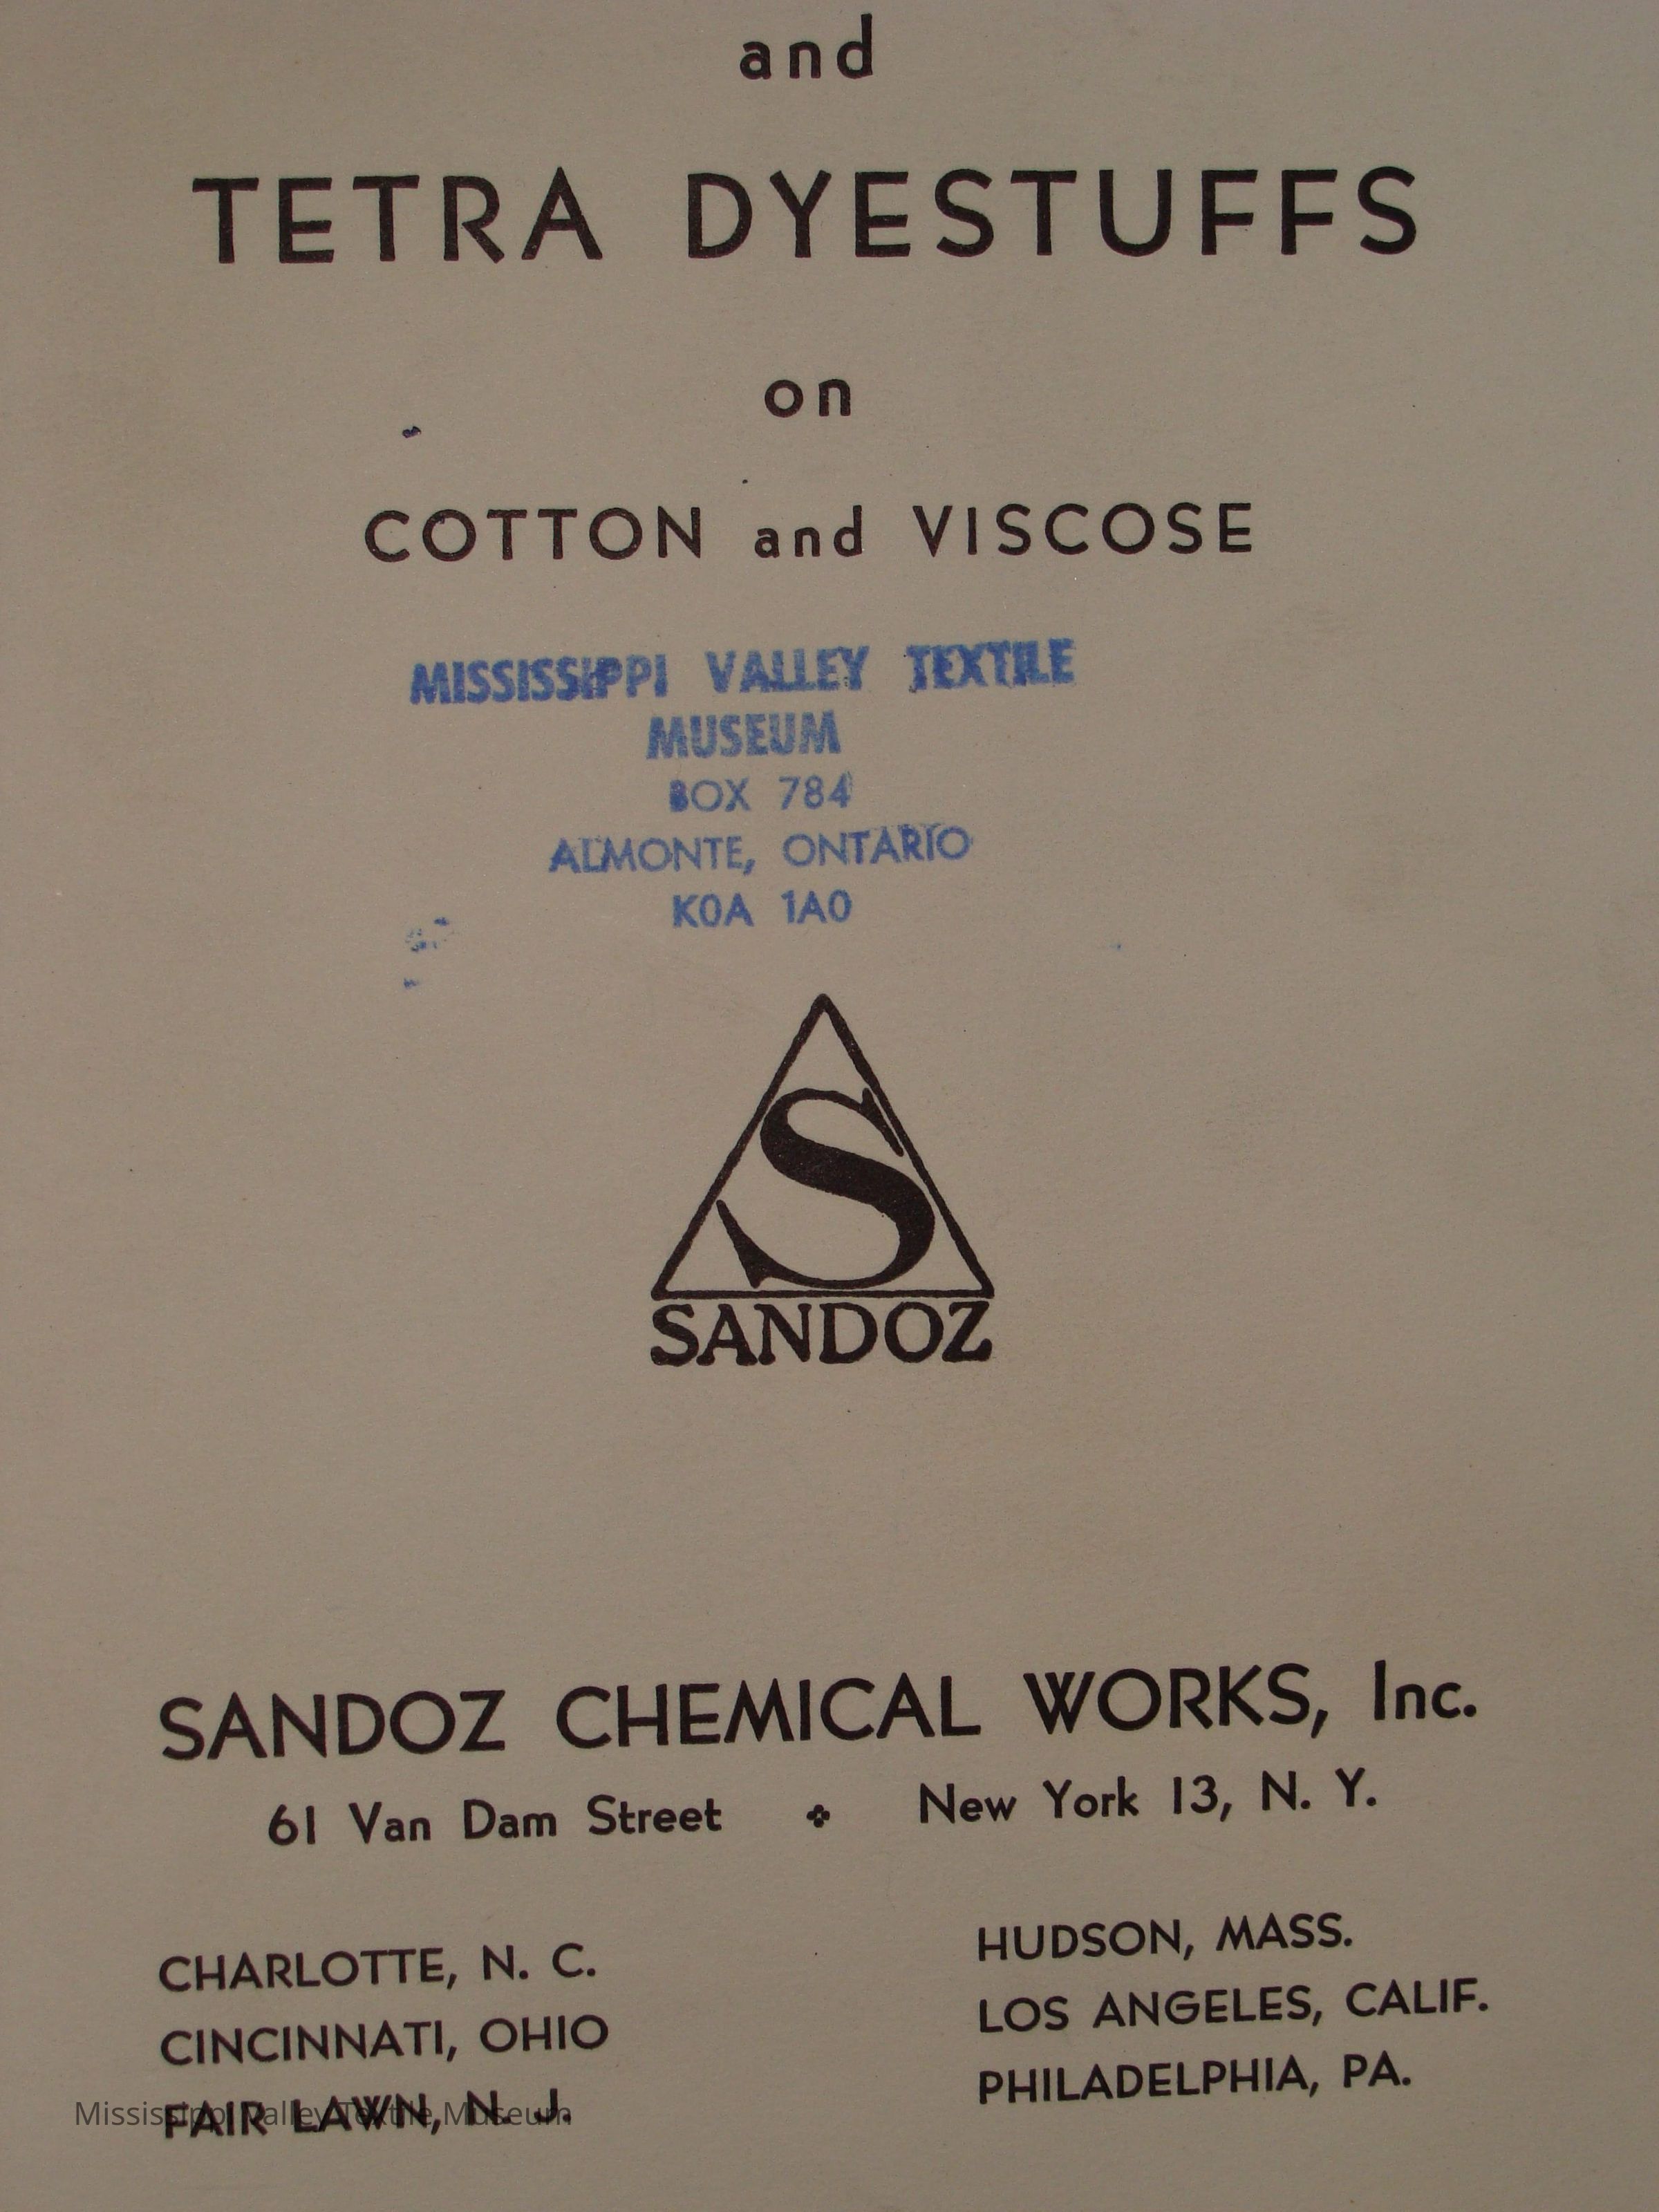 and
TETRA DYESTUFFS
on
COTTON and VISCOSE
MISSISSIPPI VALLEY TEXTILE
MUSEUM
BOX 784
ALMONTE, ONTARIO
K0A 1A0
S
SANDOZ
SANDOZ CHEMICAL WORKS, Inc.
61 Van Dam Street New York 13, N. Y.
CHARLOTTE, N. C.
CINCINNATI, OHIO
FAIR LAWN, N. J.
HUDSON, MASS.
LOS ANGELES, CALIF.
PHILADELPHIA, PA.
Mississippi Valley Textile Museum